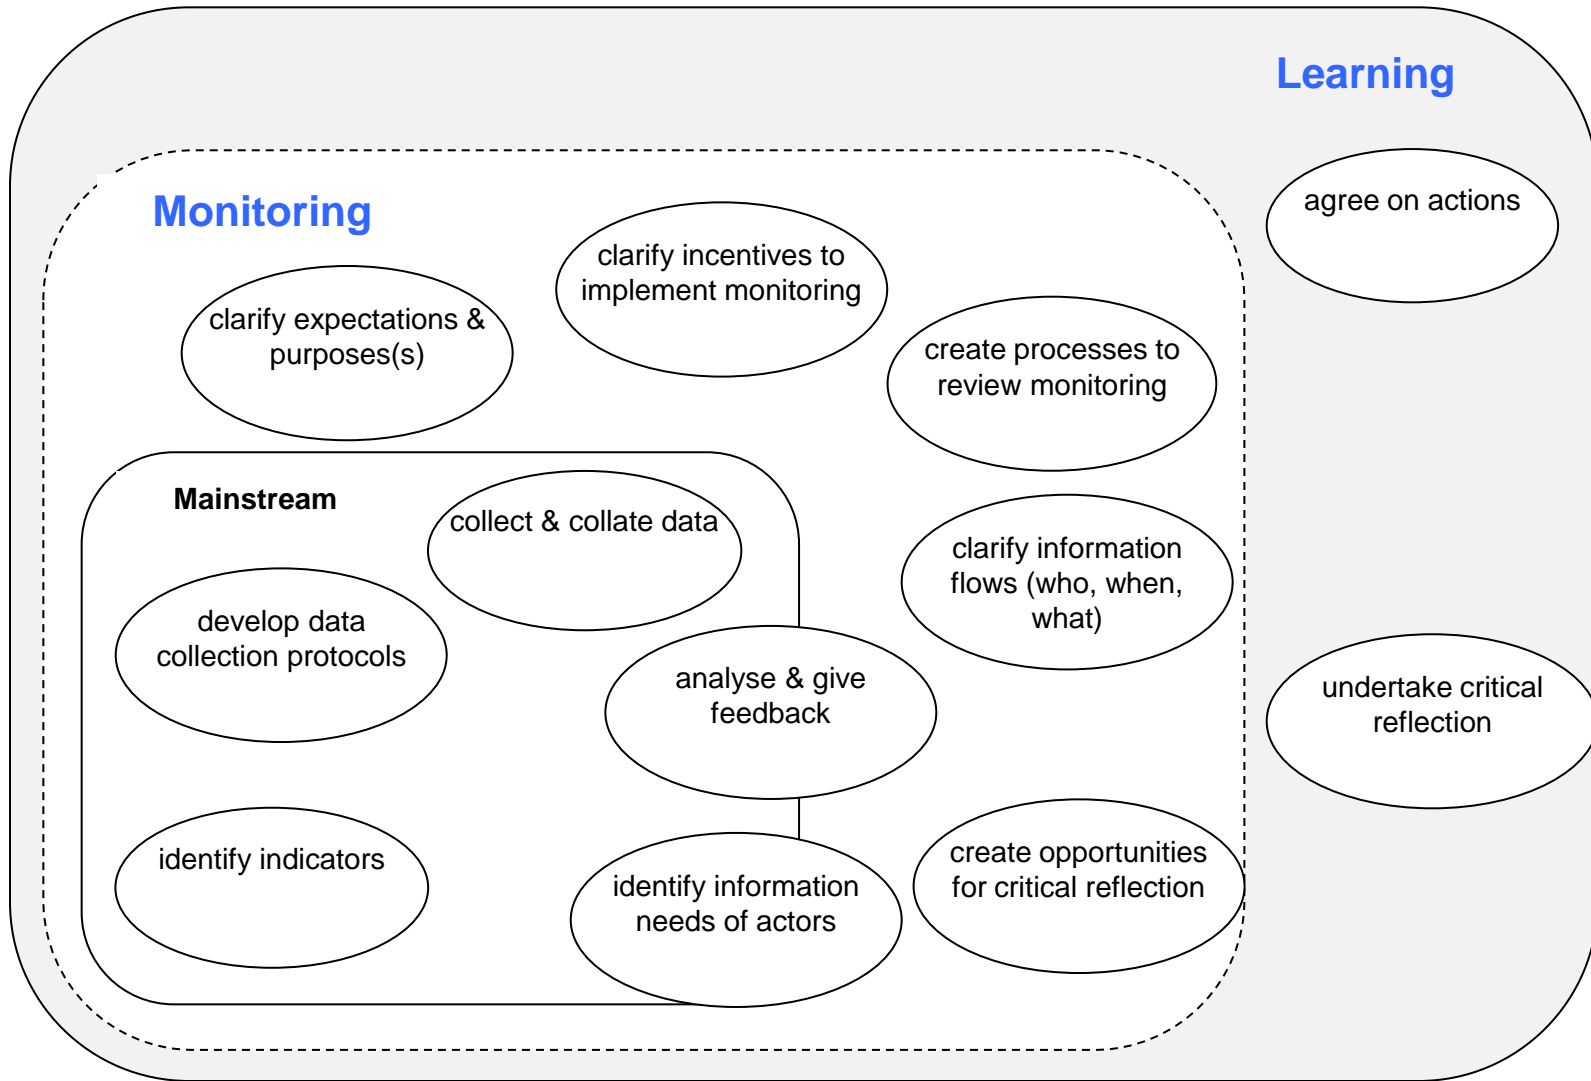 Learning
Monitoring
agree on actions
clarify incentives to
implement monitoring
clarify expectations &
purposes(s)
create processes to
review monitoring
Mainstream
collect & collate data
clarify information
flows (who, when,
what)
develop data
collection protocols
analyse & give
feedback
undertake critical
reflection
identify indicators
identify information
needs of actors
create opportunities
for critical reflection